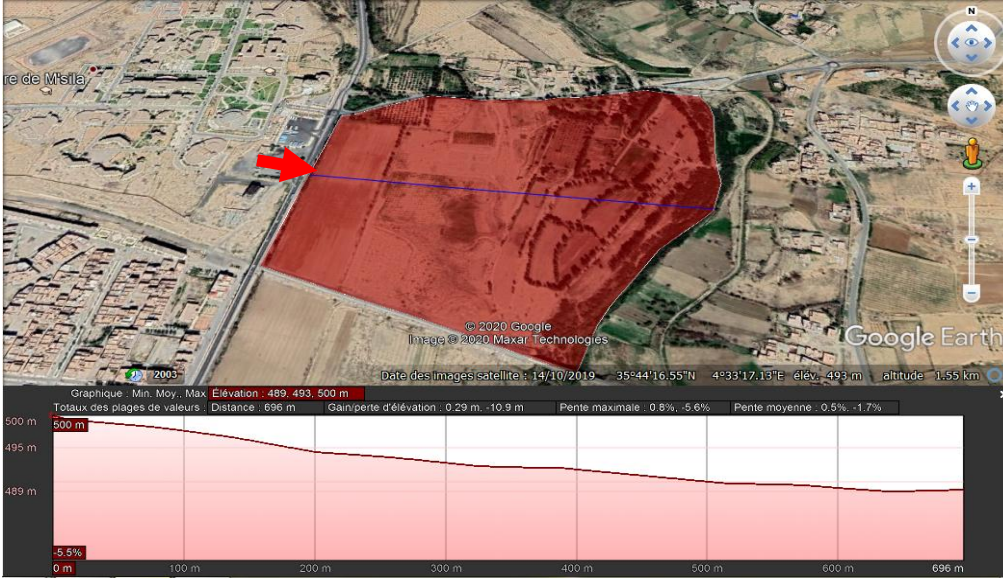 N
re de M'sila
© 2020 Google
Image © 2020 Maxar Technologies
Google Earth
2003
Date des images satellite : 14/10/2019 35°44'16.55"N 4°33'17.13"E élév. 493 m altitude 1.55 km
Graphique : Min. Moy., Max Élévation : 489, 493, 500 m
Totaux des plages de valeurs : Distance : 696 m Gain/perte d'élévation : 0.29 m, -10.9 m Pente maximale : 0.8%, -5.6% Pente moyenne : 0.5%, -1.7%
500 m
500 m
495 m
489 m
-5.5%
0 m 100 m 200 m 300 m 400 m 500 m 600 m 696 m